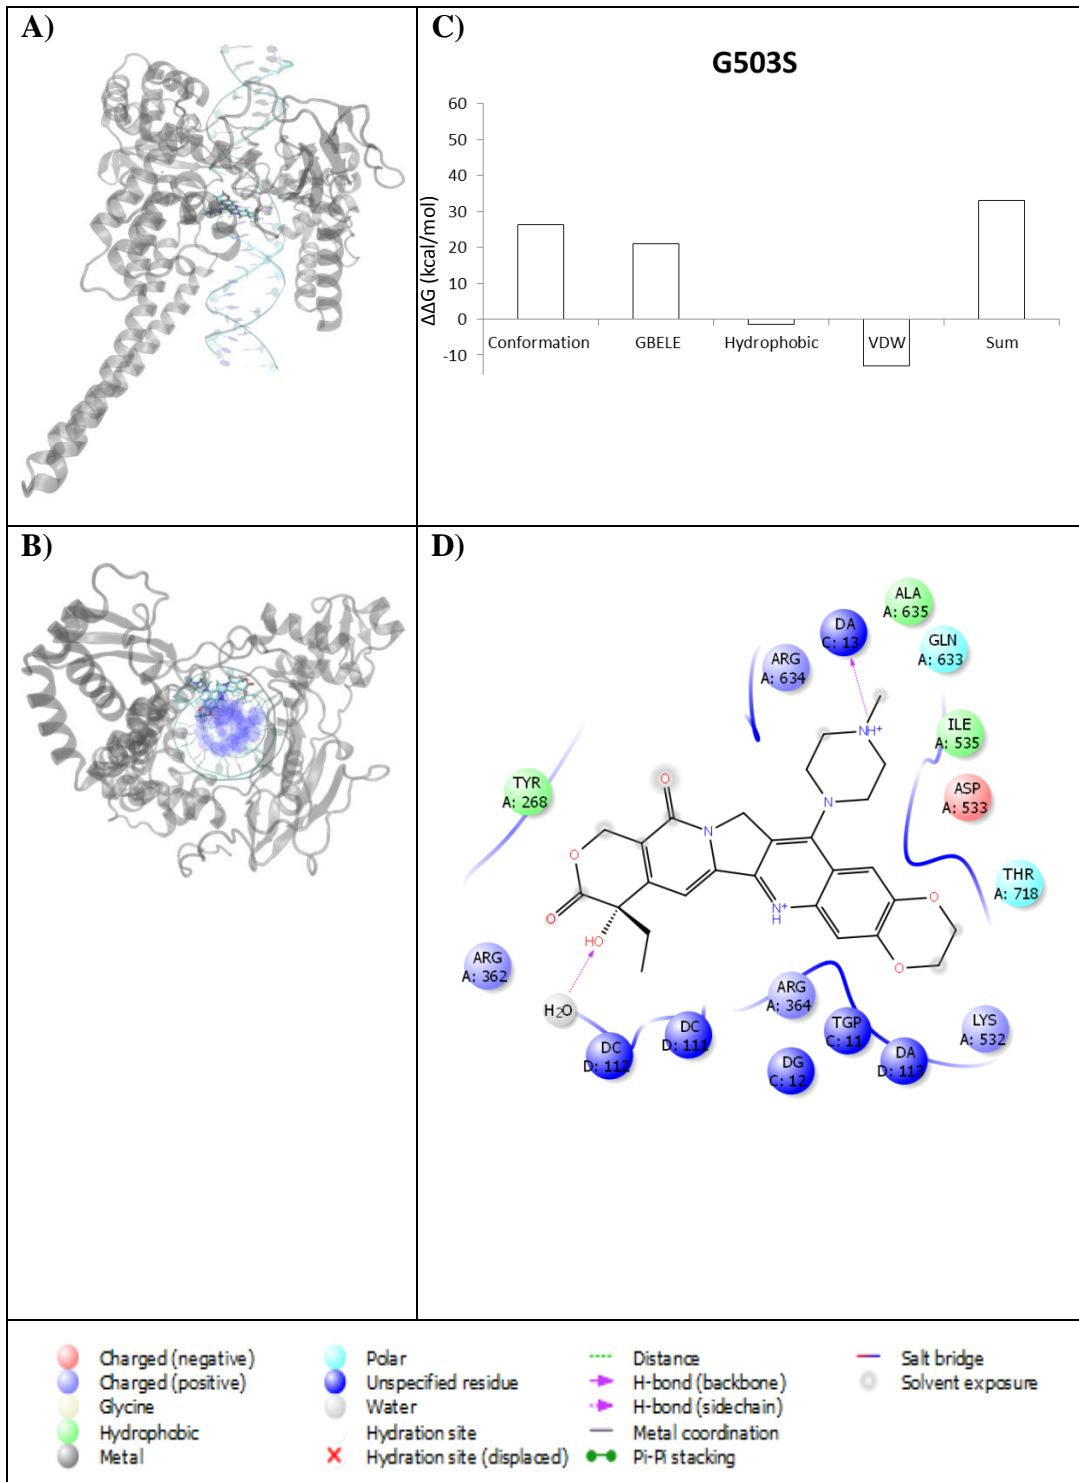 A)
C)
G503S
60
50
40
30
20
10
0
-10
ΔΔG (kcal/mol)
Conformation GBELE Hydrophobic VDW Sum
B)
D)
ALA
A: 635
DA
C: 13
GLN
A: 633
ARG
A: 634
NH+
ILE
A: 535
TYR
A: 268
O
ASP
A: 533
N
N
O
THR
A: 718
O
O
N+
H
HO
O
ARG
A: 362
H2O
ARG
A: 364
DC
D: 111
TGP
C: 11
LYS
A: 532
DC
D: 112
DA
D: 113
DG
C: 12
Charged (negative) Polar Distance Salt bridge
Charged (positive) Unspecified residue H-bond (backbone) Solvent exposure
Glycine Water H-bond (sidechain)
Hydrophobic Hydration site Metal coordination
Metal Hydration site (displaced) Pi-Pi stacking